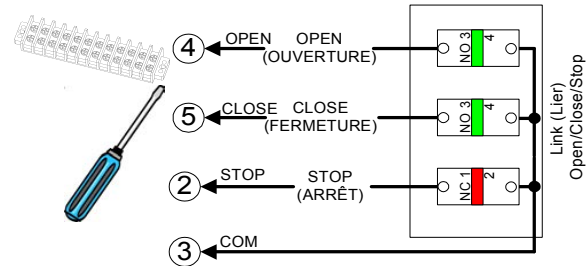 4 OPEN OPEN
(OUVERTURE)
NO 3 4
5 CLOSE CLOSE
(FERMETURE)
NO 3 4
2 STOP STOP
(ARRÊT)
NC 1 2
3 COM
Link (Lier)
Open/Close/Stop